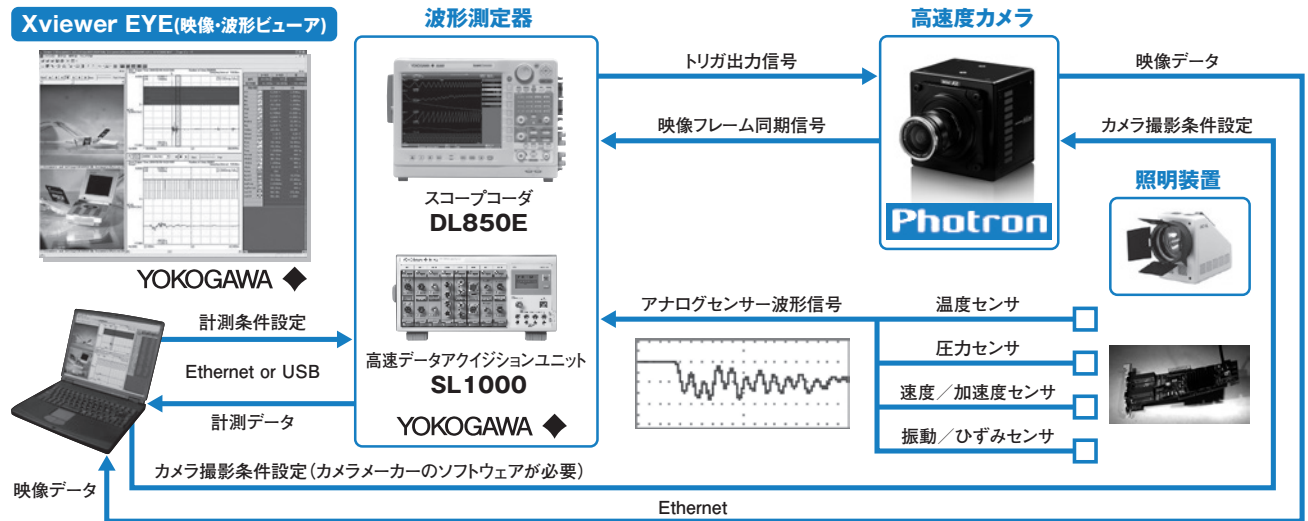 Xviewer EYE(映像・波形ビューア)
波形測定器
高速度カメラ
トリガ出力信号
映像データ
映像フレーム同期信号
カメラ撮影条件設定
照明装置
スコープコーダ
DL850E
Photron
YOKOGAWA
計測条件設定
アナログセンサー波形信号
温度センサ
圧力センサ
高速データアクイジションユニット
SL1000
Ethernet or USB
速度／加速度センサ
計測データ
YOKOGAWA
振動／ひずみセンサ
カメラ撮影条件設定(カメラメーカーのソフトウェアが必要)
映像データ
Ethernet